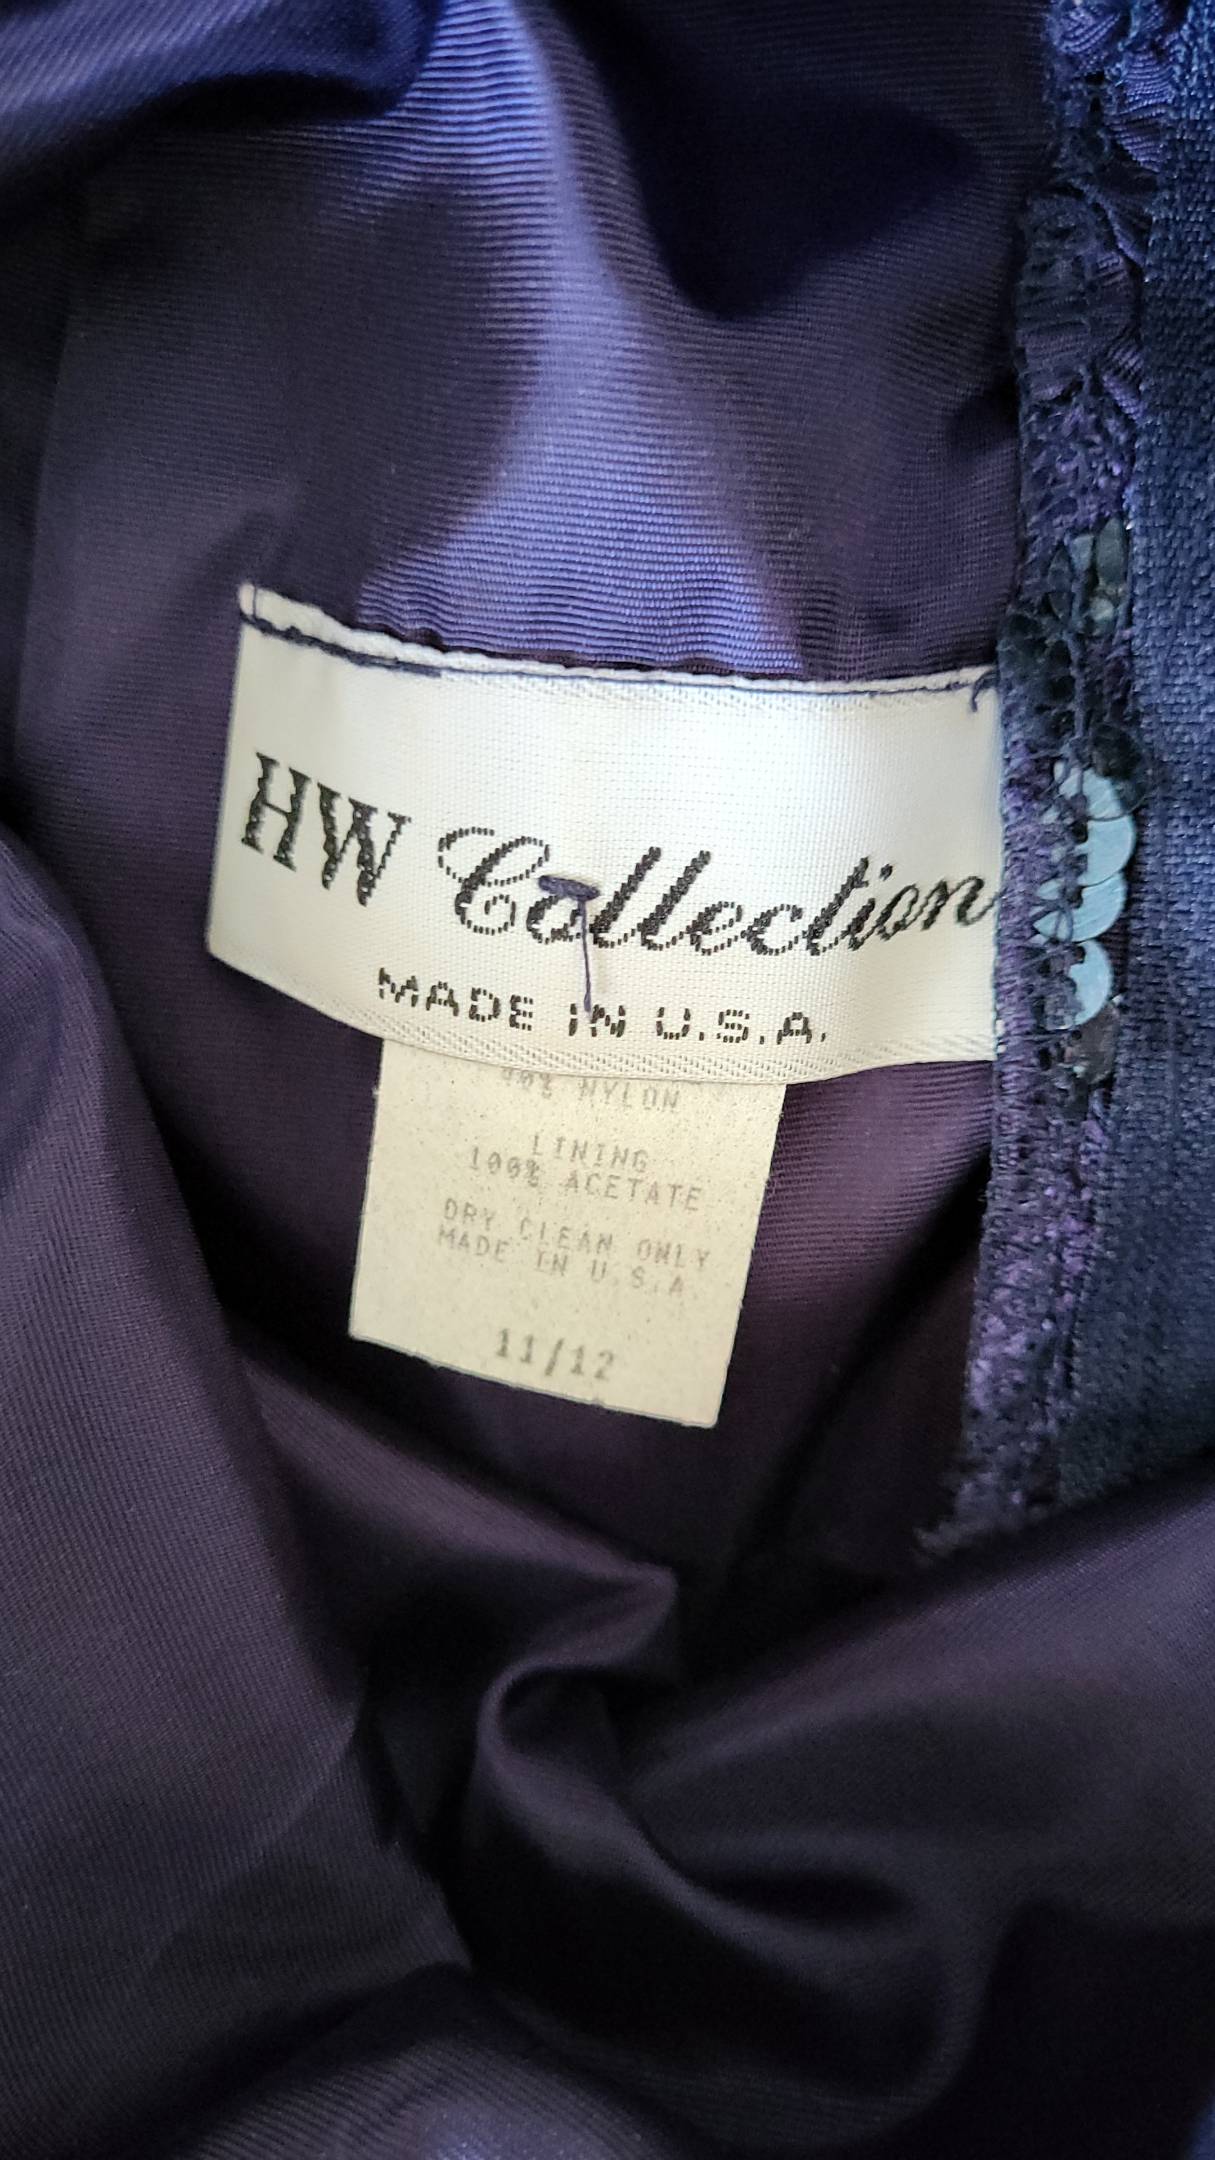 HW Collection
MADE IN U.S.A.
NYLON
LINING
100% ACETATE
DRY CLEAN ONLY
MADE IN U.S.A
11/12